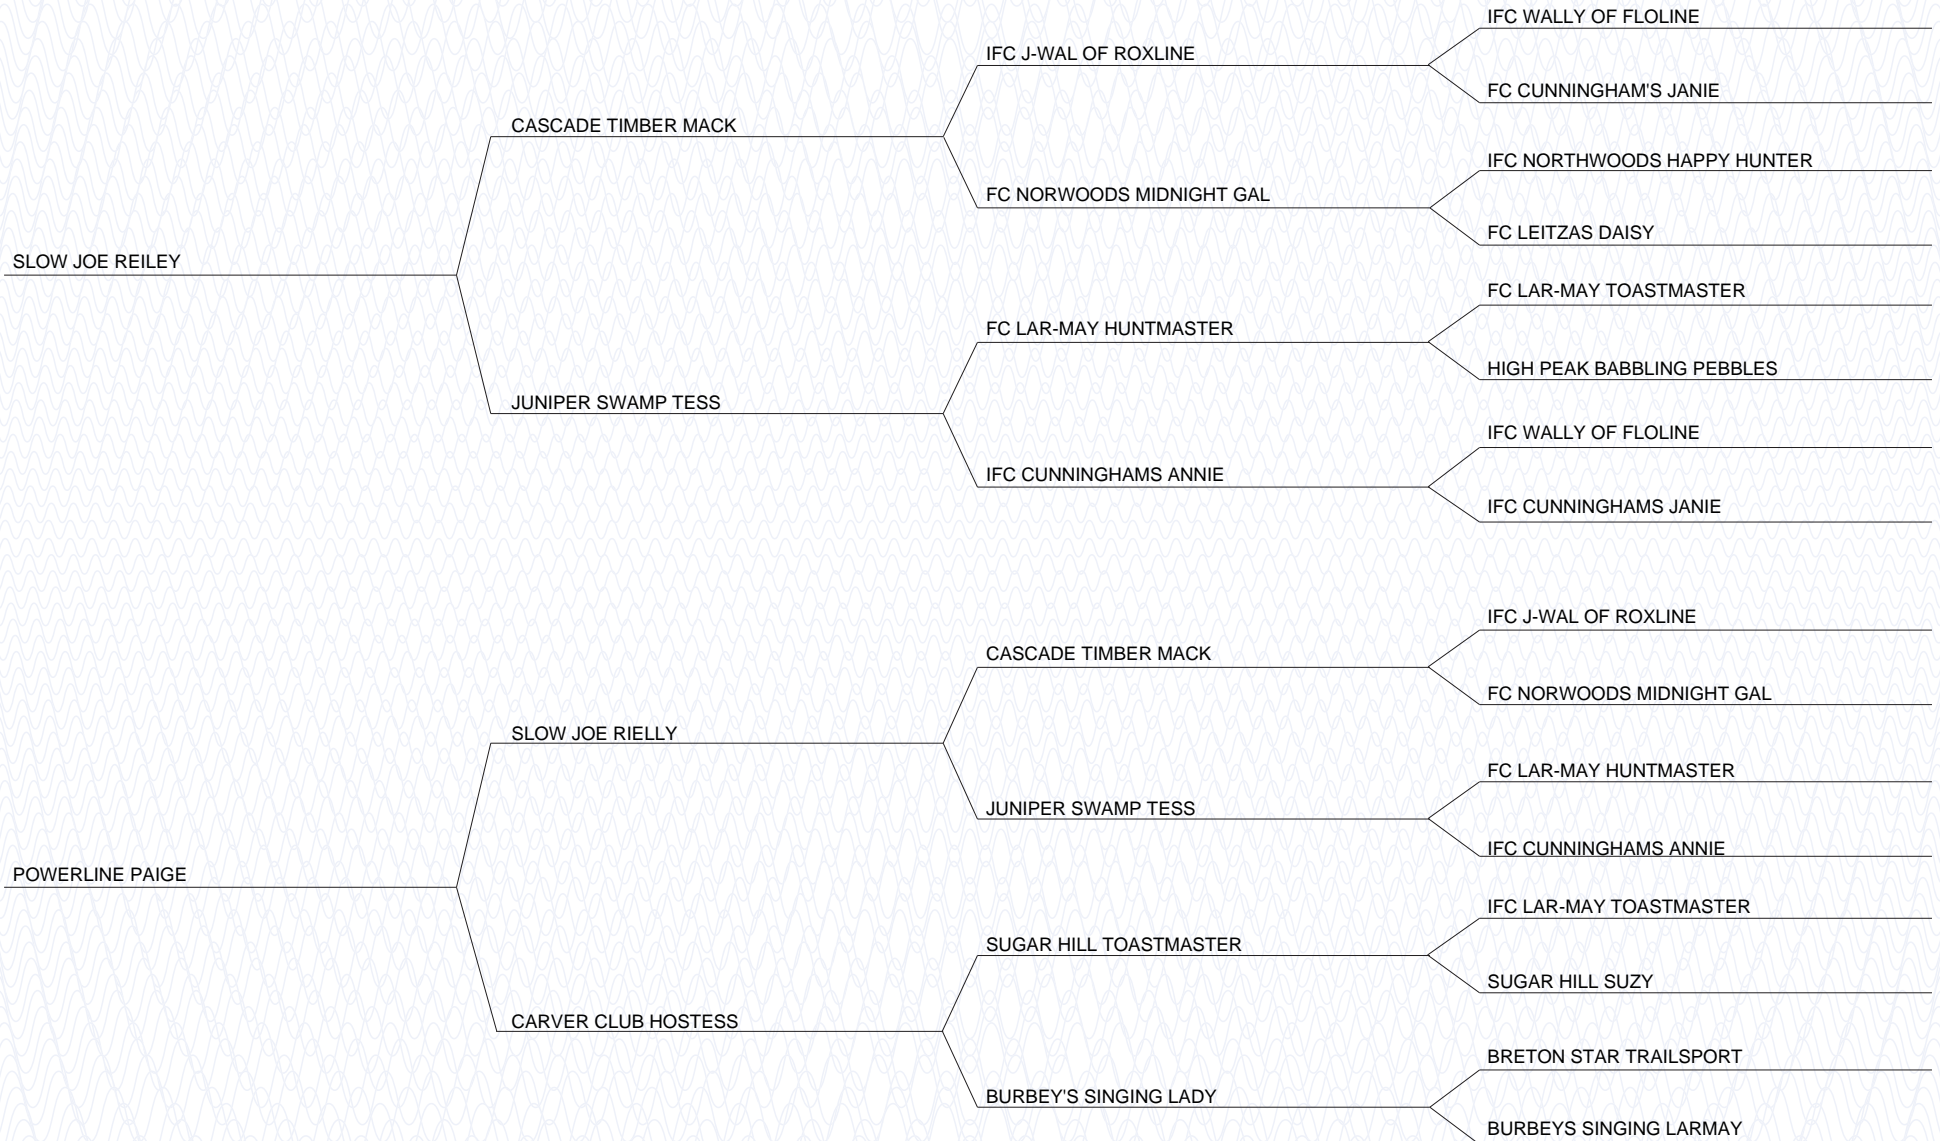 IFC WALLY OF FLOLINE
IFC J-WAL OF ROXLINE
FC CUNNINGHAM'S JANIE
CASCADE TIMBER MACK
IFC NORTHWOODS HAPPY HUNTER
FC NORWOODS MIDNIGHT GAL
FC LEITZAS DAISY
SLOW JOE REILEY
FC LAR-MAY TOASTMASTER
FC LAR-MAY HUNTMASTER
HIGH PEAK BABBLING PEBBLES
JUNIPER SWAMP TESS
IFC WALLY OF FLOLINE
IFC CUNNINGHAMS ANNIE
IFC CUNNINGHAMS JANIE
IFC J-WAL OF ROXLINE
CASCADE TIMBER MACK
FC NORWOODS MIDNIGHT GAL
SLOW JOE RIELLY
FC LAR-MAY HUNTMASTER
JUNIPER SWAMP TESS
IFC CUNNINGHAMS ANNIE
POWERLINE PAIGE
IFC LAR-MAY TOASTMASTER
SUGAR HILL TOASTMASTER
SUGAR HILL SUZY
CARVER CLUB HOSTESS
BRETON STAR TRAILSPORT
BURBEY'S SINGING LADY
BURBEYS SINGING LARMAY